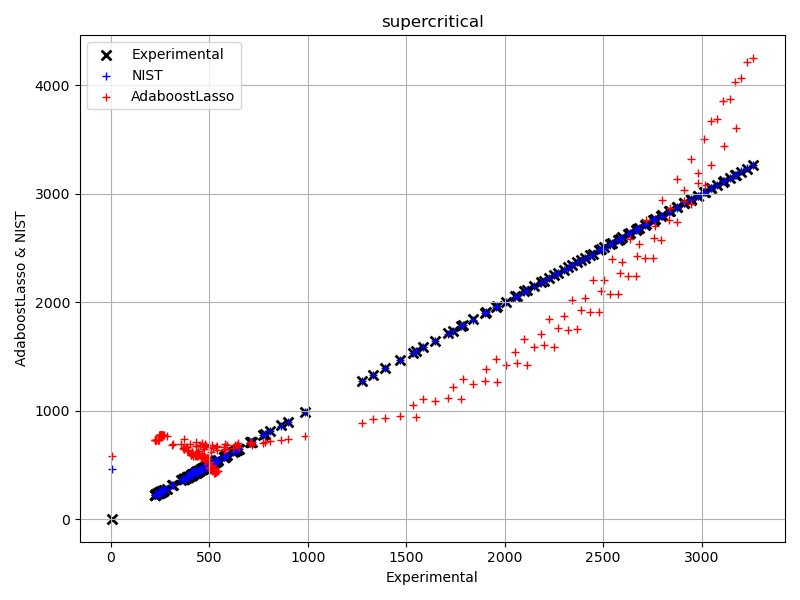 supercritical
Experimental
NIST
AdaboostLasso
4000
3000
2000
1000
0
AdaboostLasso & NIST
0 500 1000 1500 2000 2500 3000
Experimental